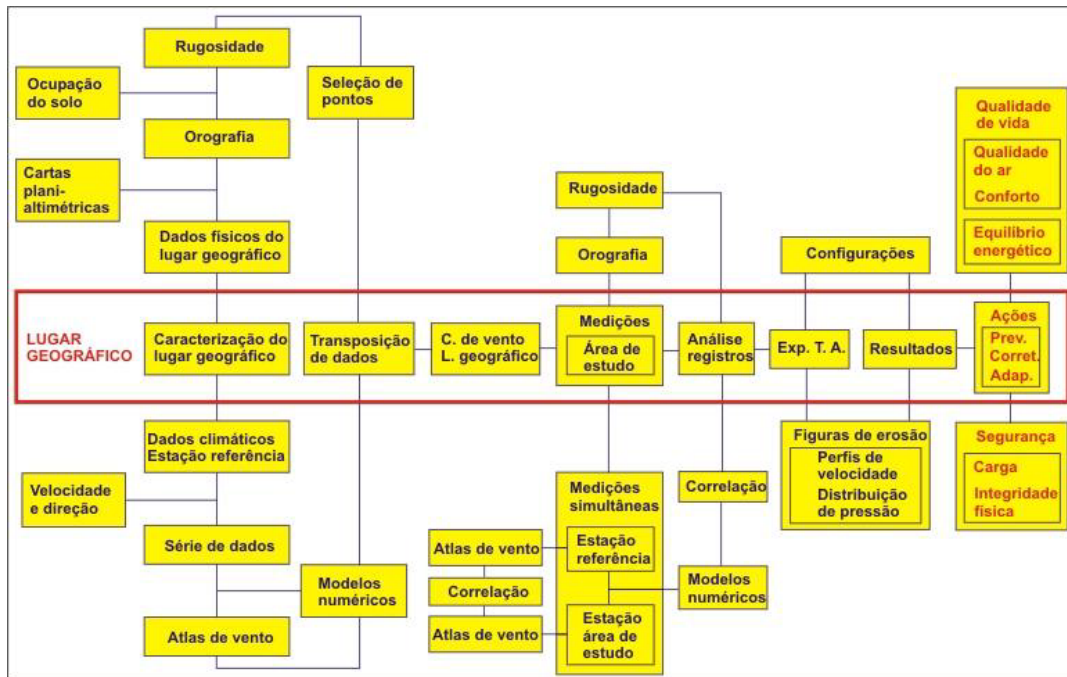 Rugosidade
Ocupação
do solo
Seleção de
pontos
Orografia
Cartas
plani-
altimétricas
Dados físicos do
lugar geográfico
Rugosidade
Orografia
Configurações
Qualidade
de vida
Qualidade
do ar
Conforto
Equilíbrio
energético
LUGAR
GEOGRÁFICO
Caracterização do
lugar geográfico
Transposição
de dados
C. de vento
L. geográfico
Medições
Área de
estudo
Análise
registros
Exp. T. A.
Resultados
Ações
Prev.
Corret.
Adap.
Dados climáticos
Estação referência
Velocidade
e direção
Série de dados
Atlas de vento
Modelos
numéricos
Atlas de vento
Correlação
Atlas de vento
Medições
simultâneas
Estação
referência
Estação
área de
estudo
Correlação
Modelos
numéricos
Figuras de erosão
Perfis de
velocidade
Distribuição
de pressão
Segurança
Carga
Integridade
física